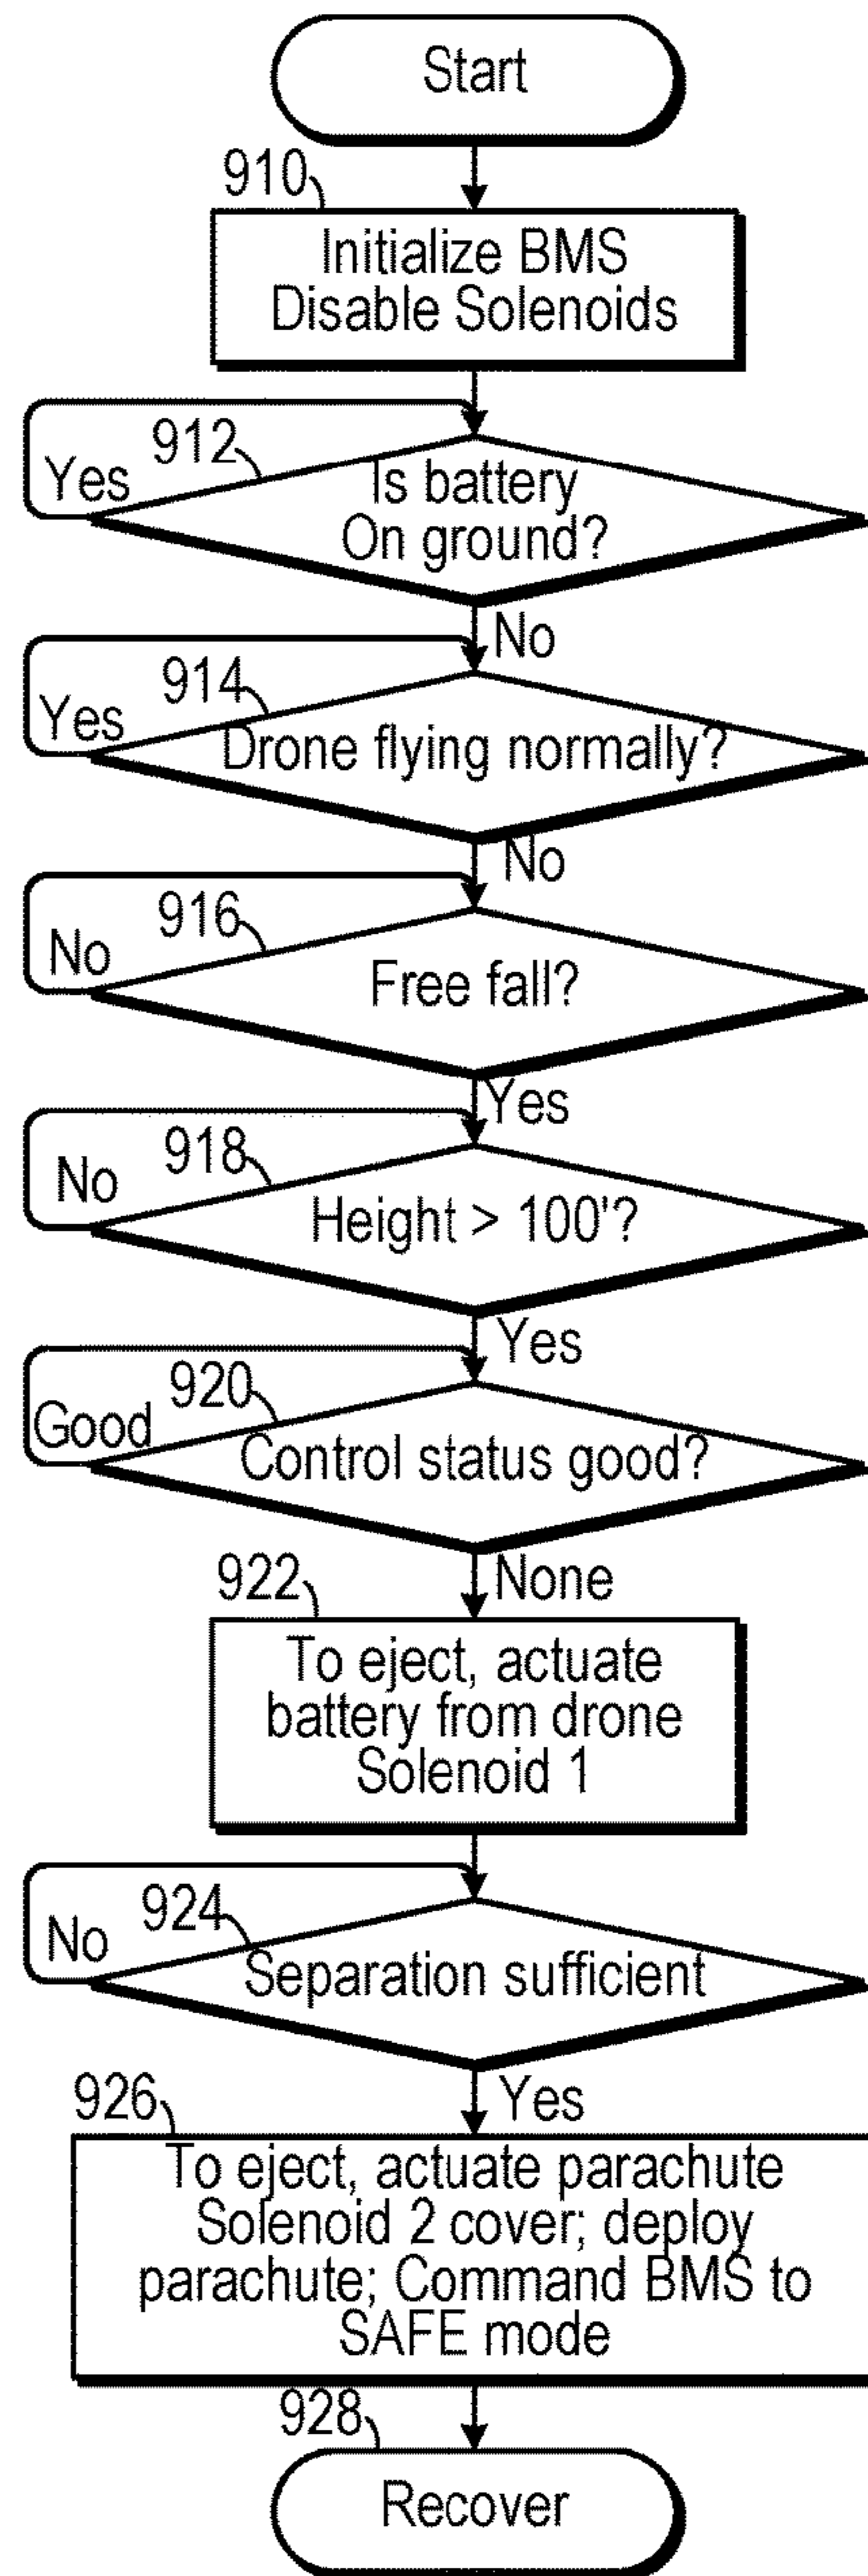 Start
910
Initialize BMS
Disable Solenoids
912
Yes
Is battery
On ground?
No
914
Yes
Drone flying normally?
No
916
No
Free fall?
Yes
918
No
Height > 100'?
Yes
920
Good
Control status good?
None
922
To eject, actuate
battery from drone
Solenoid 1
924
No
Separation sufficient
Yes
926
To eject, actuate parachute
Solenoid 2 cover; deploy
parachute; Command BMS to
SAFE mode
928
Recover